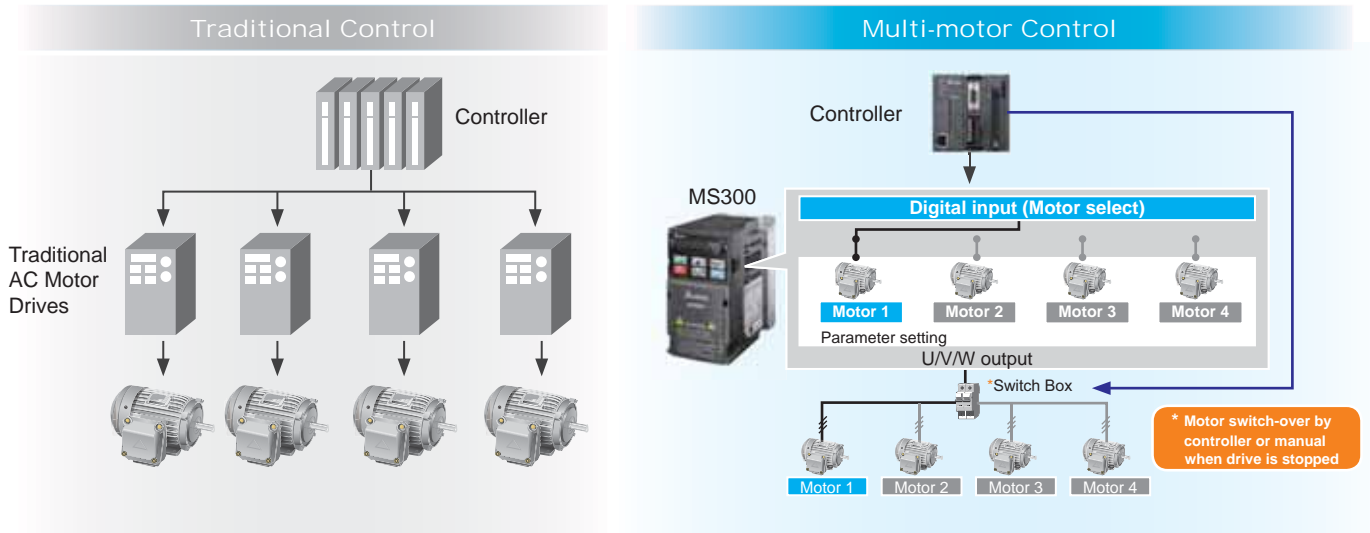 Traditional Control
Controller
Traditional
AC Motor
Drives
Multi-motor Control
Controller
MS300
Digital input (Motor select)
Motor 1
Motor 2
Motor 3
Motor 4
Parameter setting
U/V/W output
*Switch Box
* Motor switch-over by
controller or manual
when drive is stopped
Motor 1
Motor 2
Motor 3
Motor 4